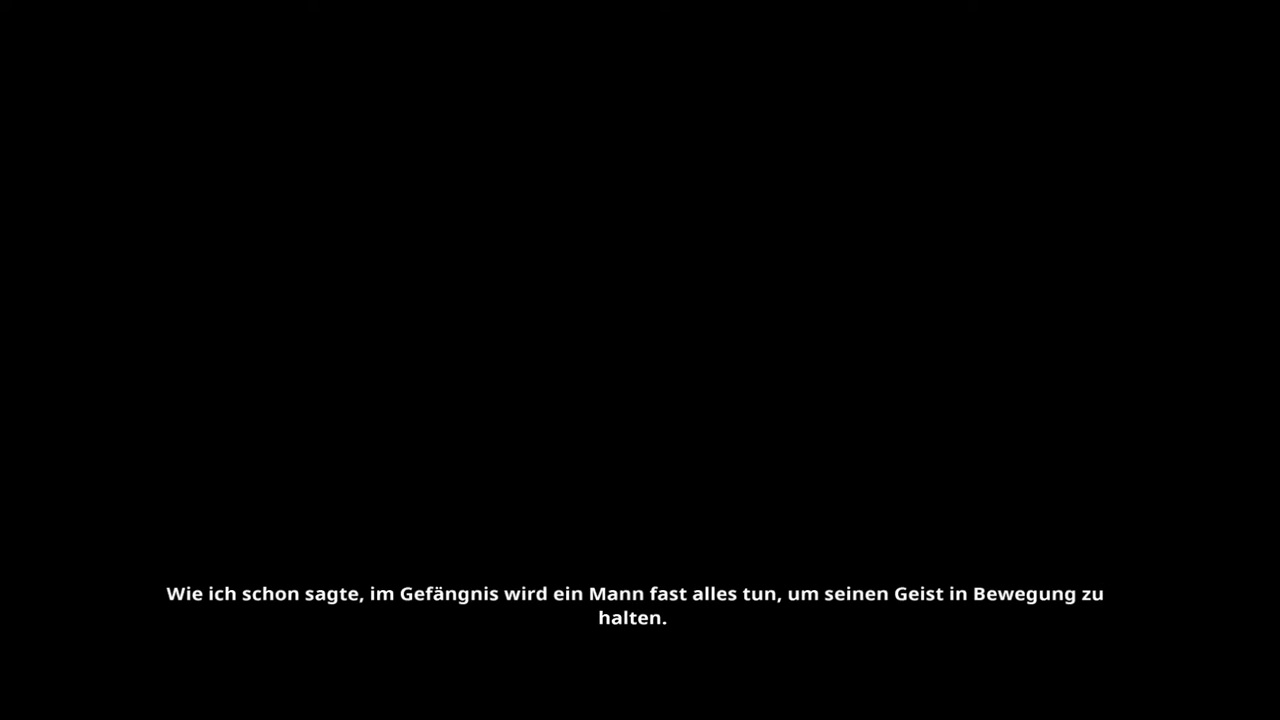 Wie ich schon sagte, im Gefängnis wird ein Mann fast alles tun, um seinen Geist in Bewegung zu
halten.